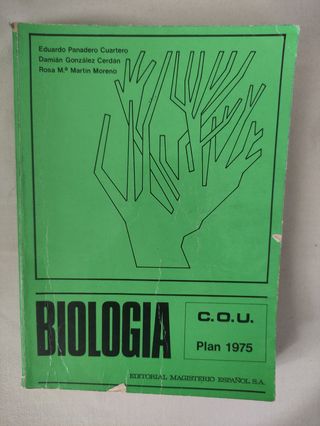 Eduardo Panadero Cuartero
Damián González Cerdán
Rosa M.ª Martín Moreno
BIOLOGIA
C.O.U.
Plan 1975
EDITORIAL MAGISTERIO ESPAÑOL, S.A.